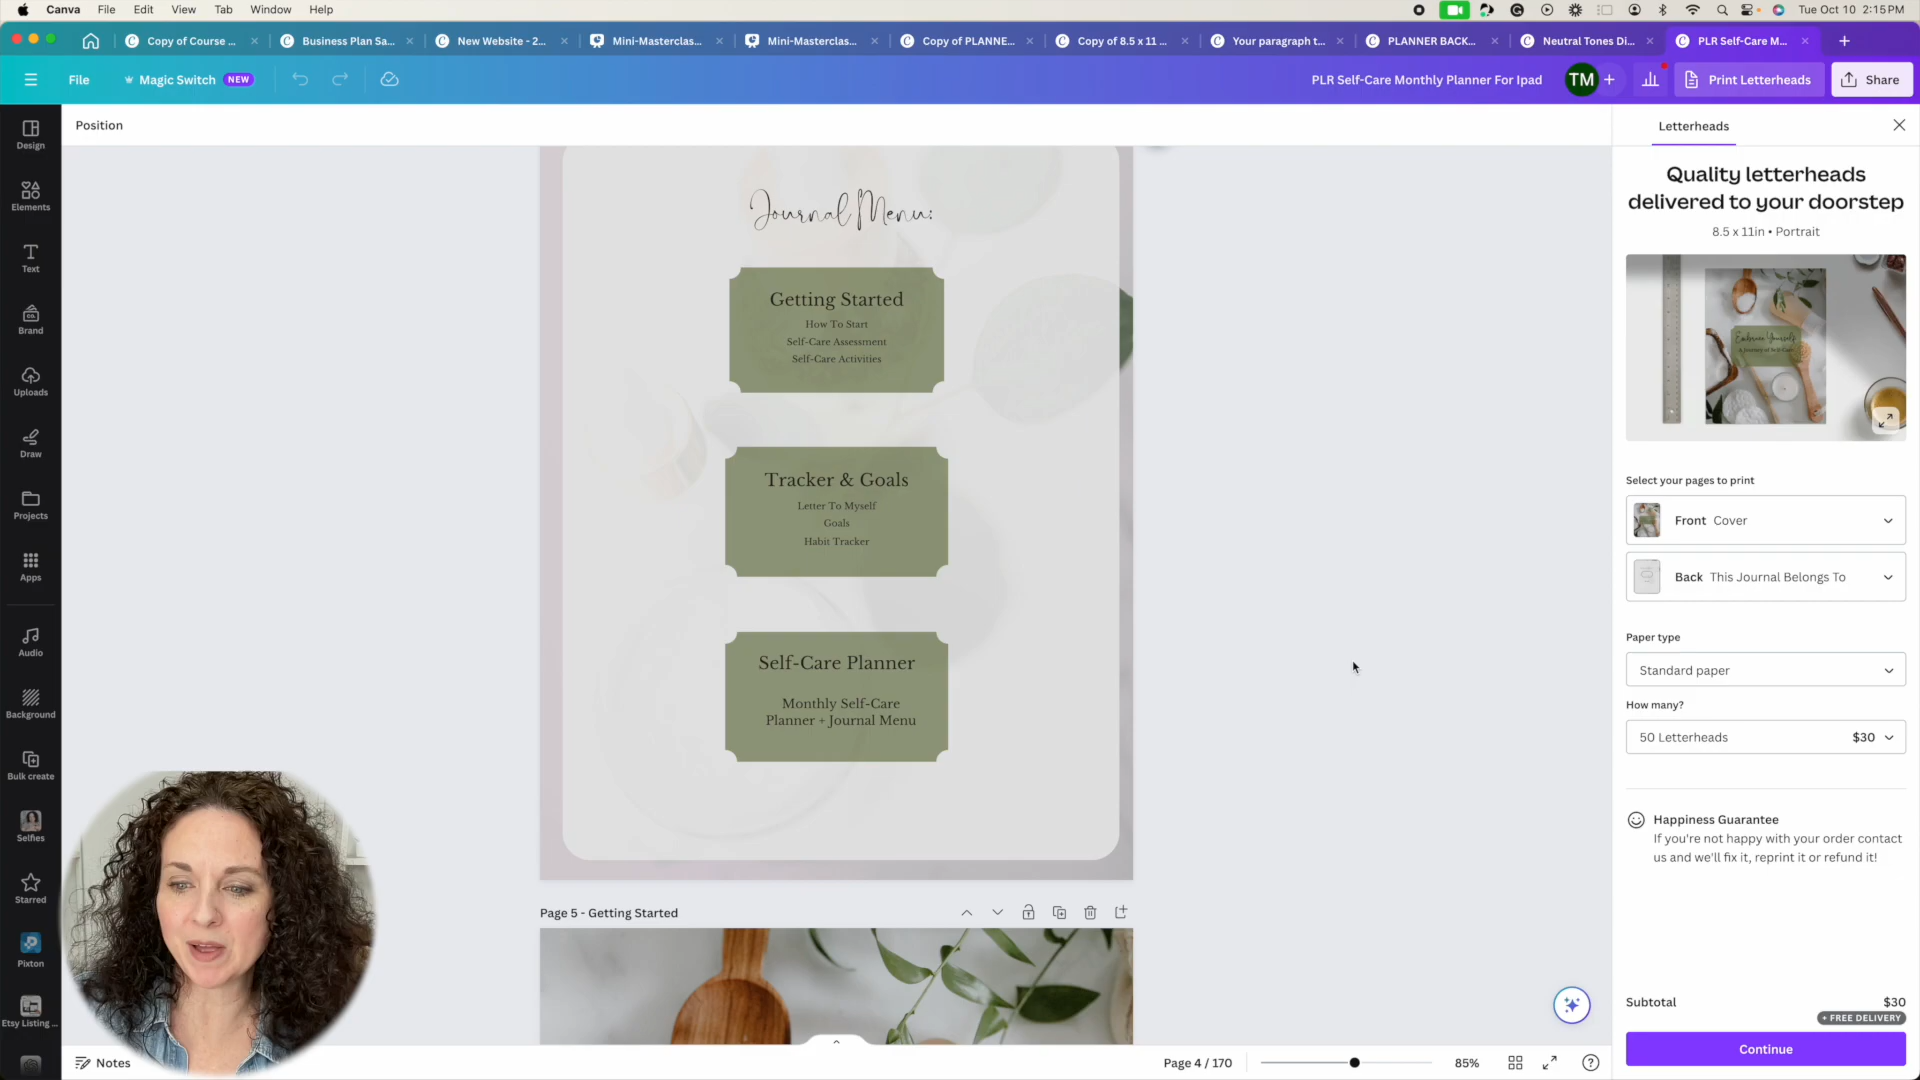 Canva File Edit View Tab Window Help Tue Oct 10 2:15 PM
Copy of Course ... Business Plan Sa... New Website - 2... Mini-Masterclas... Mini-Masterclas... Copy of PLANNE... Copy of 8.5 x 11 ... Your paragraph t... PLANNER BACK... Neutral Tones Di... PLR Self-Care M...
File Magic Switch NEW PLR Self-Care Monthly Planner For Ipad TM Print Letterheads Share
Position
Design
Elements
Text
Brand
Uploads
Draw
Projects
Apps
Audio
Background
Bulk create
Selfies
Starred
Pixton
Etsy Listing ...
Journal Menu:
Getting Started
How To Start
Self-Care Assessment
Self-Care Activities
Tracker & Goals
Letter To Myself
Goals
Habit Tracker
Self-Care Planner
Monthly Self-Care
Planner + Journal Menu
Page 5 - Getting Started
Letterheads
Quality letterheads
delivered to your doorstep
8.5 x 11in • Portrait
Embrace Yourself
A Journey of Self-Care
Select your pages to print
Front Cover
Back This Journal Belongs To
Paper type
Standard paper
How many?
50 Letterheads $30
Happiness Guarantee
If you're not happy with your order contact
us and we'll fix it, reprint it or refund it!
Subtotal $30
+ FREE DELIVERY
Continue
Notes Page 4 / 170 85%